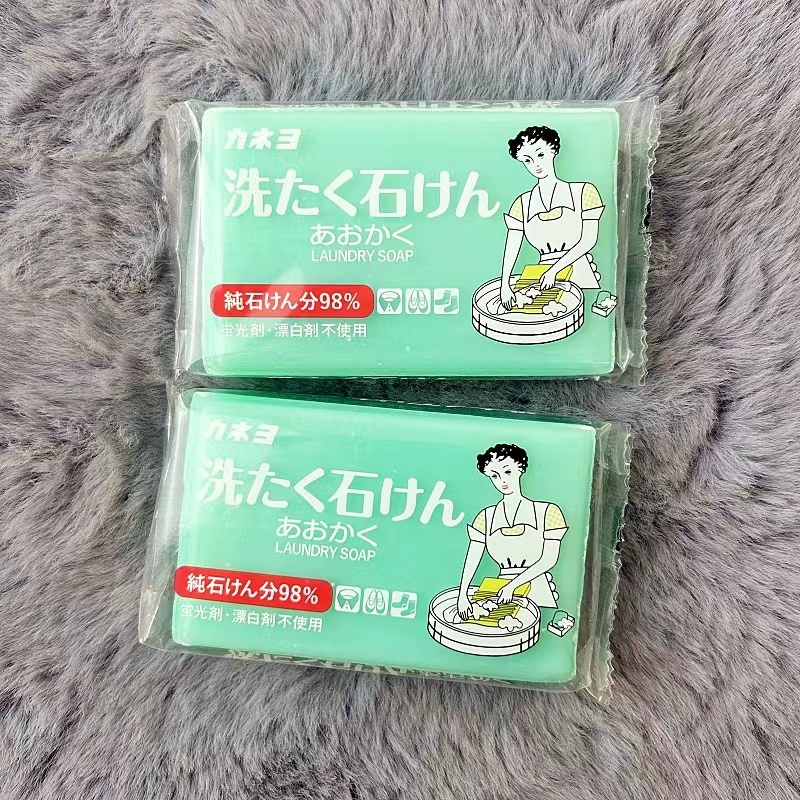 カネヨ
洗たく石けん
あおかく
LAUNDRY SOAP
純石けん分98%
蛍光剤・漂白剤不使用
カネヨ
洗たく石けん
あおかく
LAUNDRY SOAP
純石けん分98%
蛍光剤・漂白剤不使用